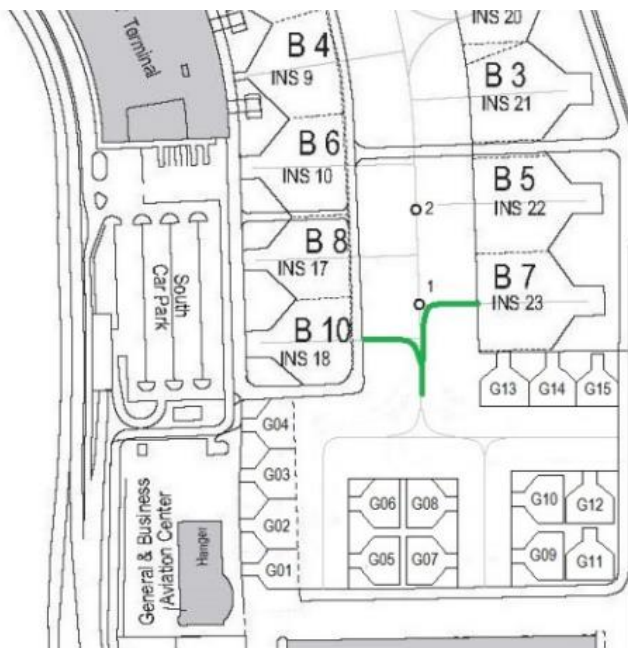 Terminal
B 4
INS 9
INS 20
B 3
INS 21
B 6
INS 10
B 5
INS 22
2
B 8
INS 17
B 7
INS 23
1
B 10
INS 18
South
Car Park
G13
G14
G15
G04
G03
G02
G01
G06
G08
G05
G07
G10
G12
G09
G11
General & Business
Aviation Center
Hanger